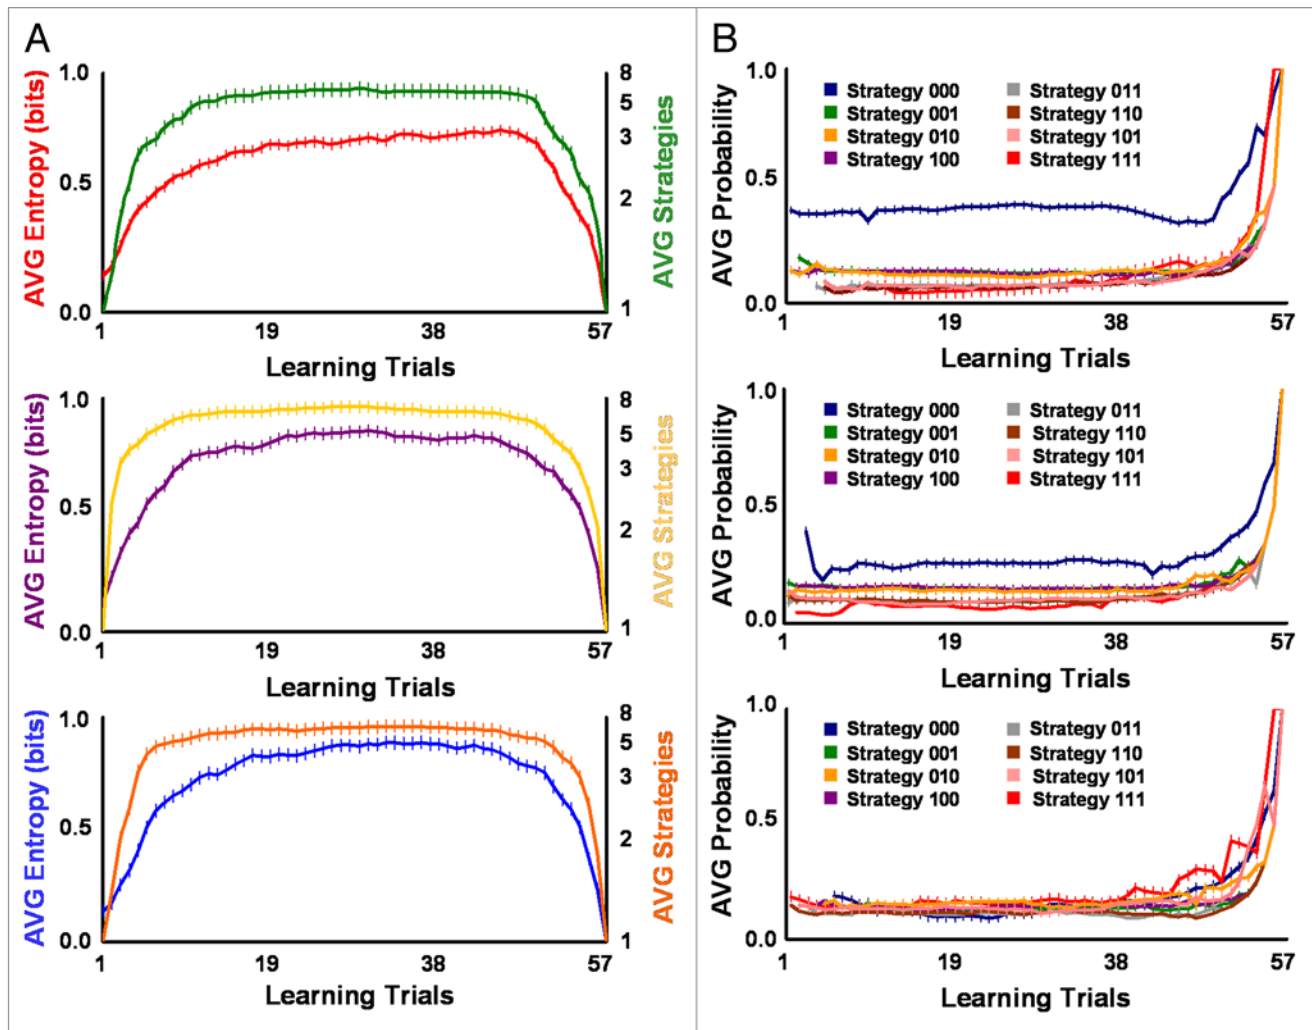 A
AVG Entropy (bits)
1.0
0.5
0.0
1
19
38
57
Learning Trials
8
5
3
2
1
AVG Strategies
AVG Entropy (bits)
1.0
0.5
0.0
1
19
38
57
Learning Trials
8
5
3
2
1
AVG Strategies
AVG Entropy (bits)
1.0
0.5
0.0
1
19
38
57
Learning Trials
8
5
3
2
1
AVG Strategies
B
AVG Probability
1.0
0.5
0.0
Strategy 000
Strategy 001
Strategy 010
Strategy 100
Strategy 011
Strategy 110
Strategy 101
Strategy 111
1
19
38
57
Learning Trials
AVG Probability
1.0
0.5
0.0
Strategy 000
Strategy 001
Strategy 010
Strategy 100
Strategy 011
Strategy 110
Strategy 101
Strategy 111
1
19
38
57
Learning Trials
AVG Probability
1.0
0.5
0.0
Strategy 000
Strategy 001
Strategy 010
Strategy 100
Strategy 011
Strategy 110
Strategy 101
Strategy 111
1
19
38
57
Learning Trials